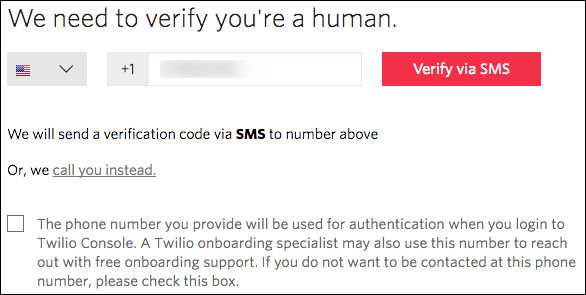 We need to verify you're a human.
+1
Verify via SMS
We will send a verification code via SMS to number above
Or, we call you instead.
The phone number you provide will be used for authentication when you login to
Twilio Console. A Twilio onboarding specialist may also use this number to reach
out with free onboarding support. If you do not want to be contacted at this phone
number, please check this box.